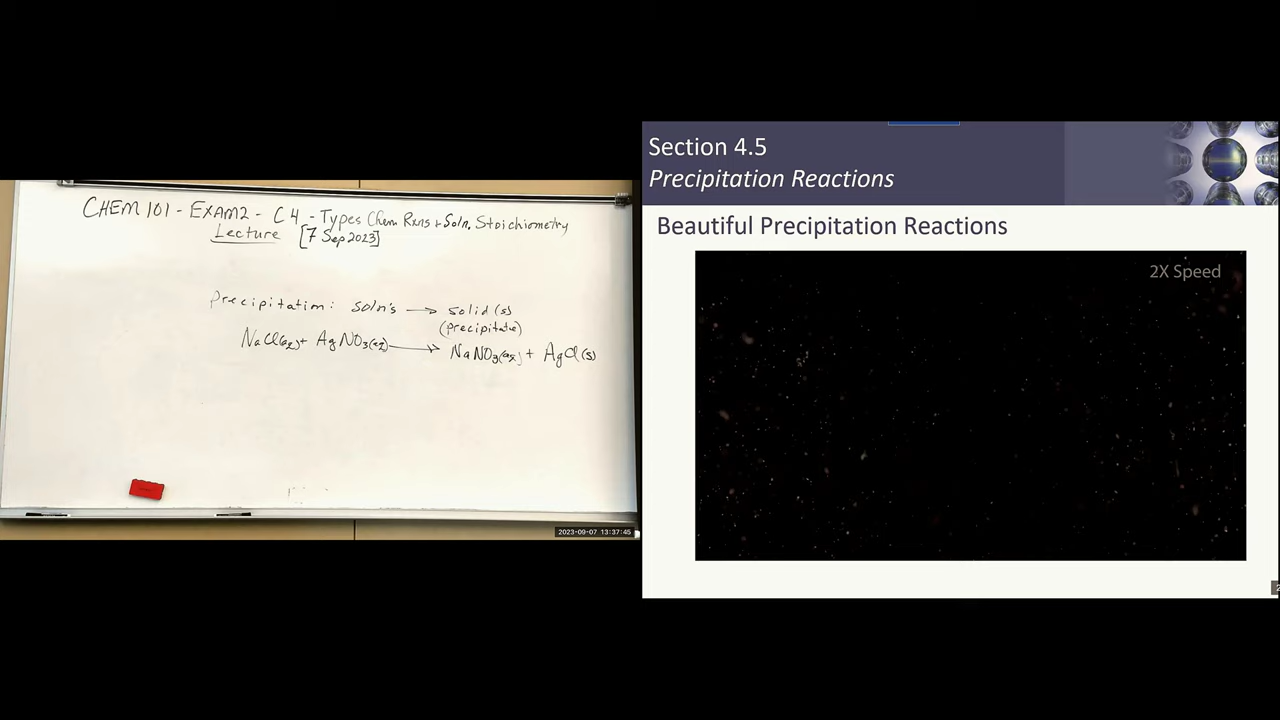 CHEM 101 - EXAM2 - C 4 - Types Chem Rxns + Soln. Stoichiometry
Lecture [7 Sep 2023]
Precipitation: soln's → solid (s)
(precipitate)
NaCl(aq) + AgNO3(aq) → NaNO3(aq) + AgCl(s)
2023-09-07 13:37:45
Section 4.5
Precipitation Reactions
Beautiful Precipitation Reactions
2X Speed